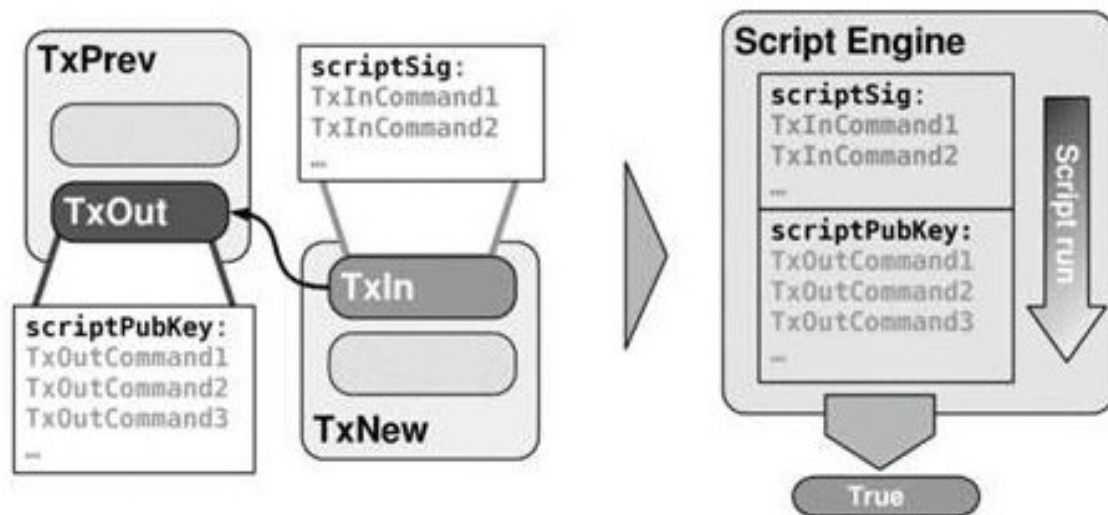 TxPrev
TxOut
scriptPubKey:
TxOutCommand1
TxOutCommand2
TxOutCommand3
…
scriptSig:
TxInCommand1
TxInCommand2
…
TxIn
TxNew
Script Engine
scriptSig:
TxInCommand1
TxInCommand2
…
scriptPubKey:
TxOutCommand1
TxOutCommand2
TxOutCommand3
…
Script run
True